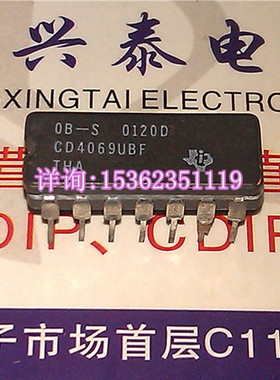 兴泰电
XINGTAI ELECTRO
0B-S 0120D
CD4069UBF
THA
详询:15362351119
CDIP、CDI
子市场首层C11